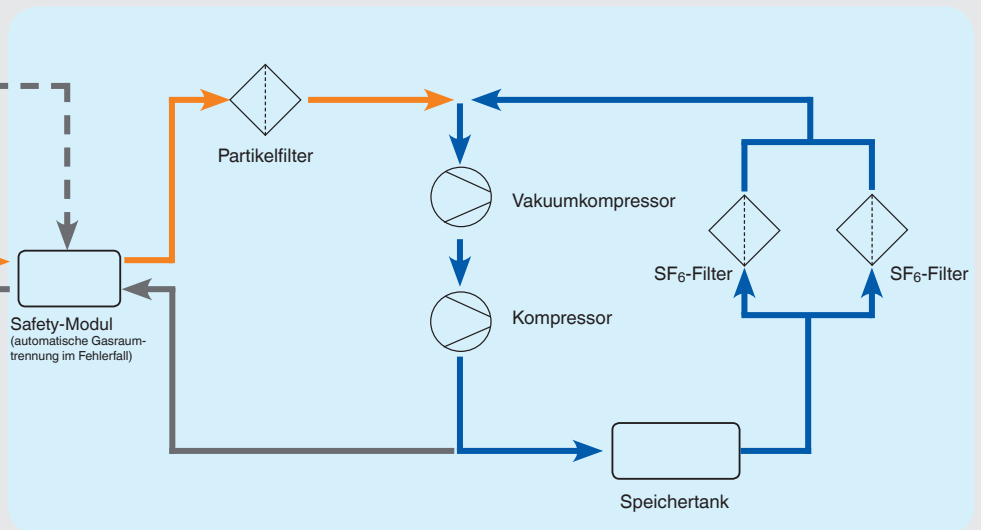 Partikelfilter
Vakuumkompressor
SF₆-Filter
SF₆-Filter
Kompressor
Safety-Modul
(automatische Gasraum-
trennung im Fehlerfall)
Speichertank